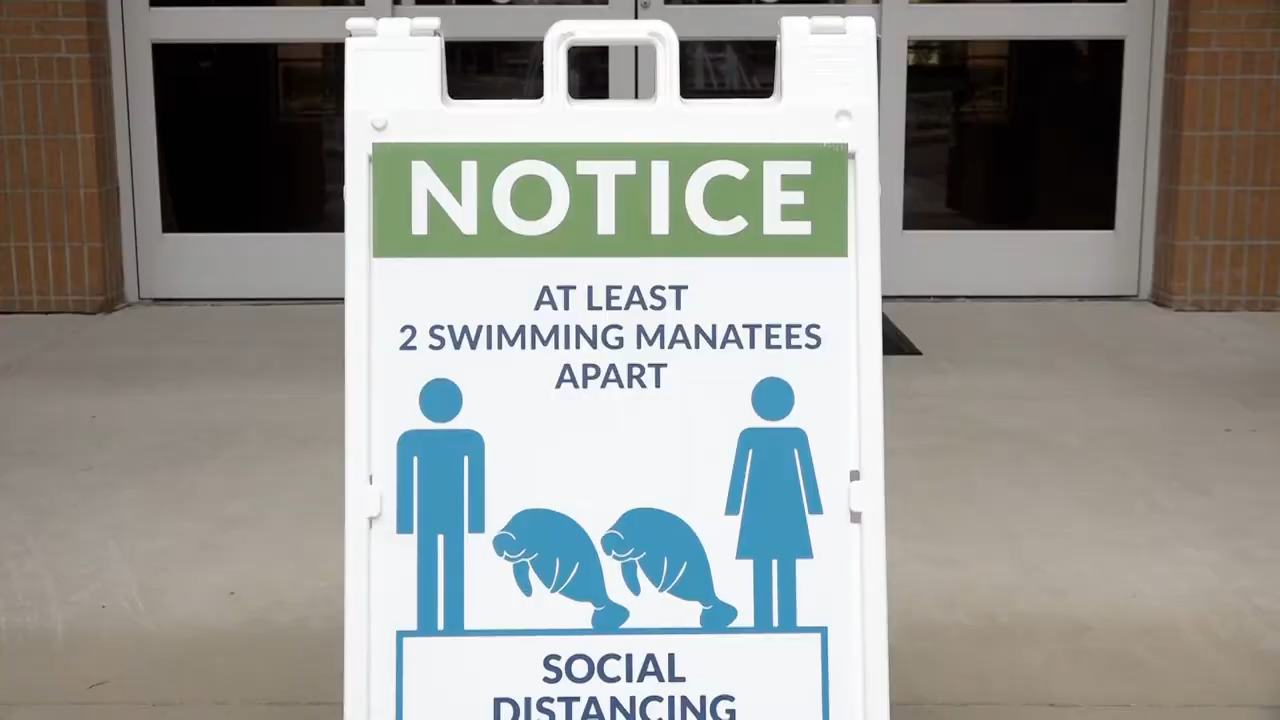 NOTICE
AT LEAST
2 SWIMMING MANATEES
APART
SOCIAL
DISTANCING